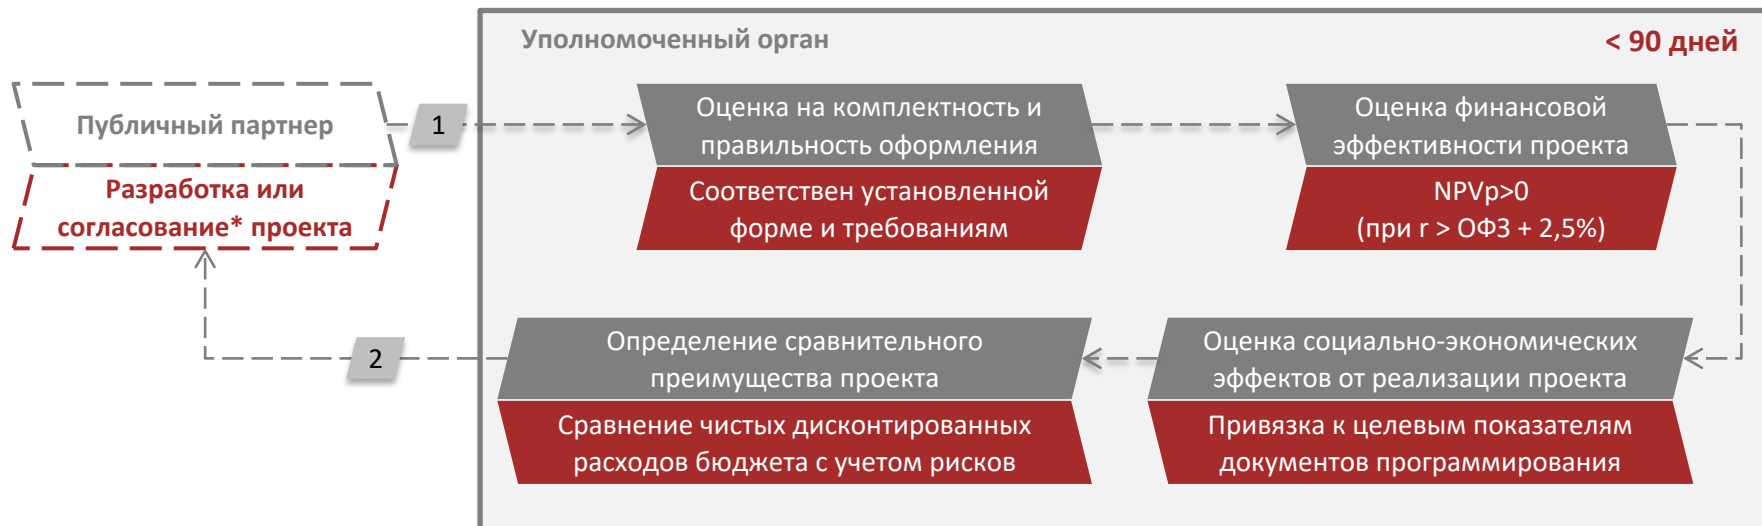 Уполномоченный орган
< 90 дней
Публичный партнер
Разработка или
согласование* проекта
1
Оценка на комплектность и
правильность оформления
Соответствен установленной
форме и требованиям
Оценка финансовой
эффективности проекта
NPVp>0
(при r > ОФЗ + 2,5%)
Оценка социально-экономических
эффектов от реализации проекта
Привязка к целевым показателям
документов программирования
Определение сравнительного
преимущества проекта
Сравнение чистых дисконтированных
расходов бюджета с учетом рисков
2